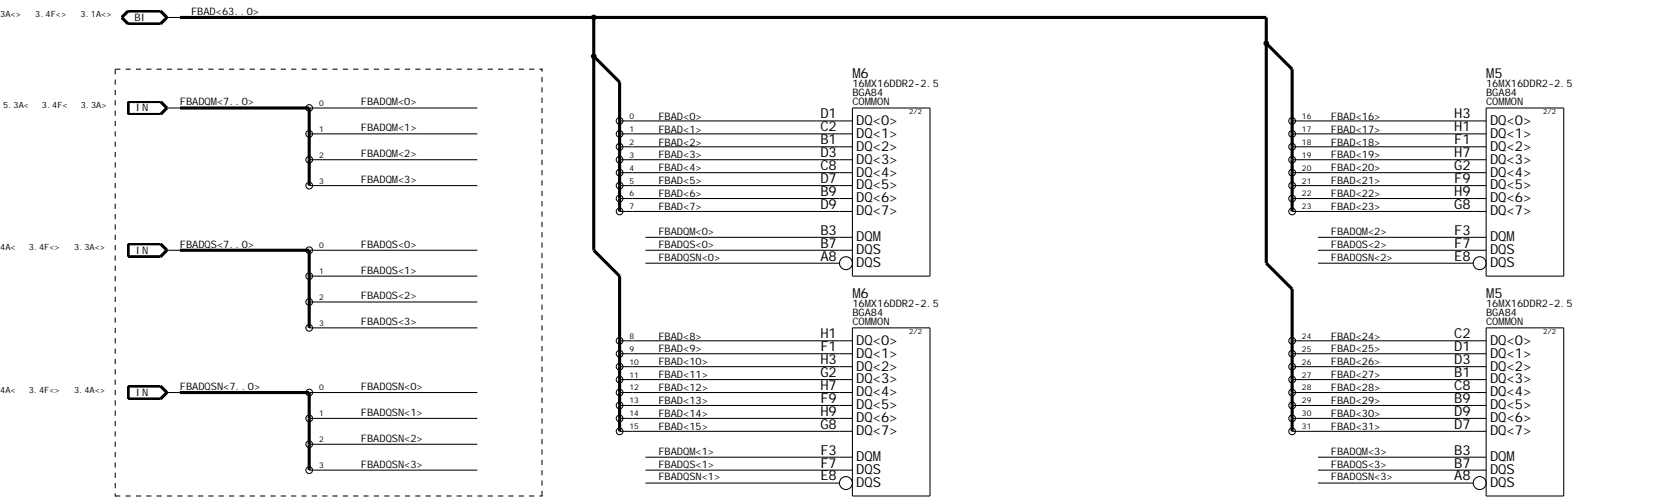 3A<> 3.4F<> 3.1A<> BI FBAD<63..0>
5.3A< 3.4F< 3.3A> IN FBADQM<7..0>
0 FBADQM<0>
1 FBADQM<1>
2 FBADQM<2>
3 FBADQM<3>
4A< 3.4F<> 3.3A<> IN FBADQS<7..0>
0 FBADQS<0>
1 FBADQS<1>
2 FBADQS<2>
3 FBADQS<3>
4A< 3.4F<> 3.4A<> IN FBADQSN<7..0>
0 FBADQSN<0>
1 FBADQSN<1>
2 FBADQSN<2>
3 FBADQSN<3>
M6
16MX16DDR2-2.5
BGA84
COMMON
2/2
0 FBAD<0> D1 DQ<0>
1 FBAD<1> C2 DQ<1>
2 FBAD<2> B1 DQ<2>
3 FBAD<3> D3 DQ<3>
4 FBAD<4> C8 DQ<4>
5 FBAD<5> D7 DQ<5>
6 FBAD<6> B9 DQ<6>
7 FBAD<7> D9 DQ<7>
FBADQM<0> B3 DQM
FBADQS<0> B7 DQS
FBADQSN<0> A8 DQS
M6
16MX16DDR2-2.5
BGA84
COMMON
2/2
8 FBAD<8> H1 DQ<0>
9 FBAD<9> F1 DQ<1>
10 FBAD<10> H3 DQ<2>
11 FBAD<11> G2 DQ<3>
12 FBAD<12> H7 DQ<4>
13 FBAD<13> F9 DQ<5>
14 FBAD<14> H9 DQ<6>
15 FBAD<15> G8 DQ<7>
FBADQM<1> F3 DQM
FBADQS<1> F7 DQS
FBADQSN<1> E8 DQS
M5
16MX16DDR2-2.5
BGA84
COMMON
2/2
16 FBAD<16> H3 DQ<0>
17 FBAD<17> H1 DQ<1>
18 FBAD<18> F1 DQ<2>
19 FBAD<19> H7 DQ<3>
20 FBAD<20> G2 DQ<4>
21 FBAD<21> F9 DQ<5>
22 FBAD<22> H9 DQ<6>
23 FBAD<23> G8 DQ<7>
FBADQM<2> F3 DQM
FBADQS<2> F7 DQS
FBADQSN<2> E8 DQS
M5
16MX16DDR2-2.5
BGA84
COMMON
2/2
24 FBAD<24> C2 DQ<0>
25 FBAD<25> D1 DQ<1>
26 FBAD<26> D3 DQ<2>
27 FBAD<27> B1 DQ<3>
28 FBAD<28> C8 DQ<4>
29 FBAD<29> B9 DQ<5>
30 FBAD<30> D9 DQ<6>
31 FBAD<31> D7 DQ<7>
FBADQM<3> B3 DQM
FBADQS<3> B7 DQS
FBADQSN<3> A8 DQS